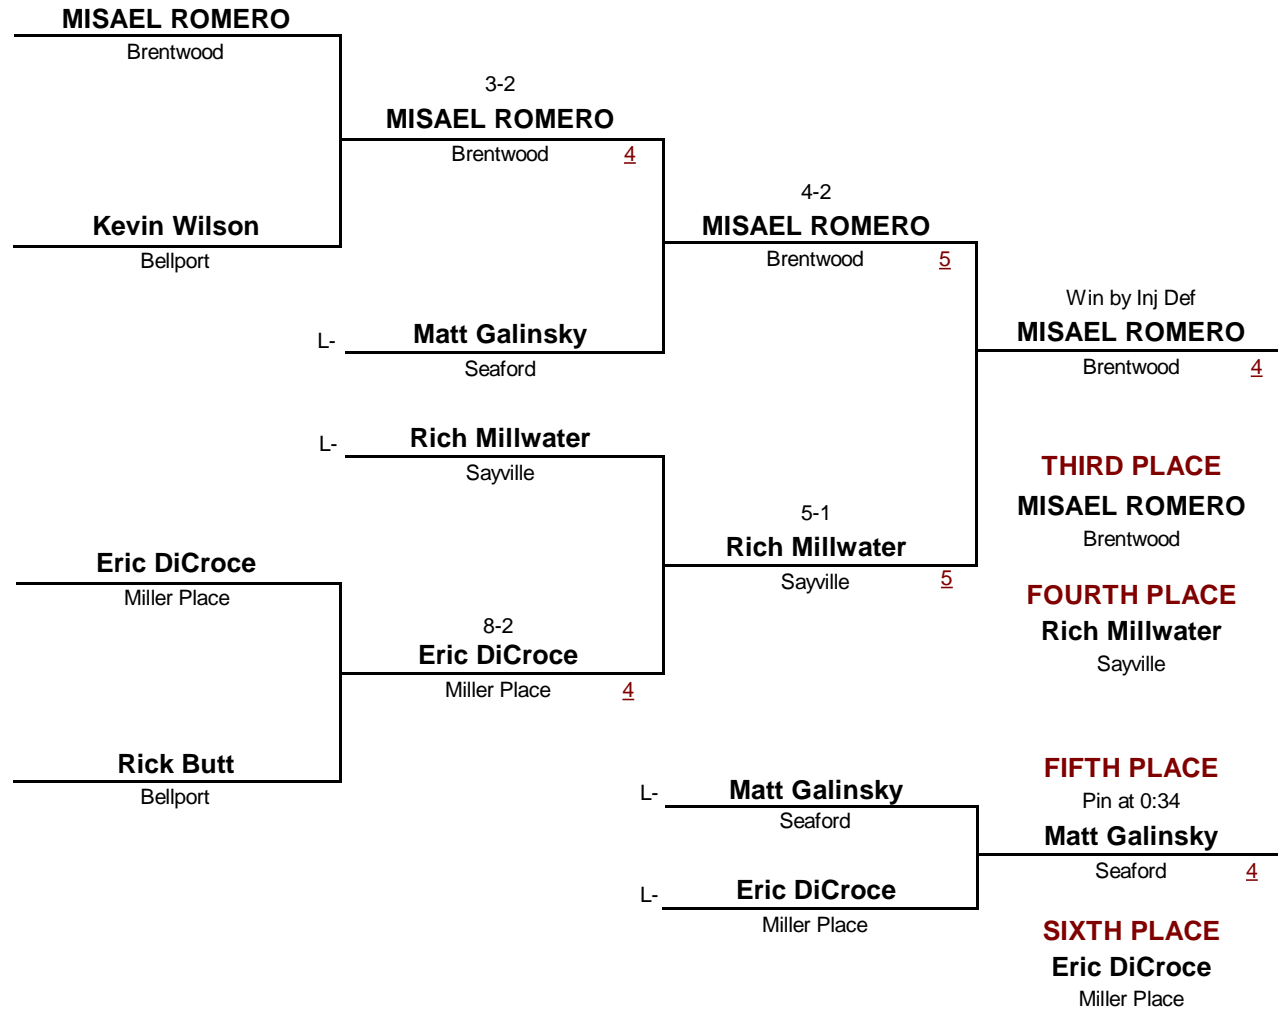 MISAEL ROMERO
Brentwood
3-2
MISAEL ROMERO
Brentwood 4
Kevin Wilson
Bellport
4-2
MISAEL ROMERO
Brentwood 5
L- Matt Galinsky
Seaford
Win by Inj Def
MISAEL ROMERO
Brentwood 4
L- Rich Millwater
Sayville
THIRD PLACE
MISAEL ROMERO
Brentwood
5-1
Rich Millwater
Sayville 5
Eric DiCroce
Miller Place
FOURTH PLACE
Rich Millwater
Sayville
8-2
Eric DiCroce
Miller Place 4
Rick Butt
Bellport
L- Matt Galinsky
Seaford
FIFTH PLACE
Pin at 0:34
Matt Galinsky
Seaford 4
L- Eric DiCroce
Miller Place
SIXTH PLACE
Eric DiCroce
Miller Place